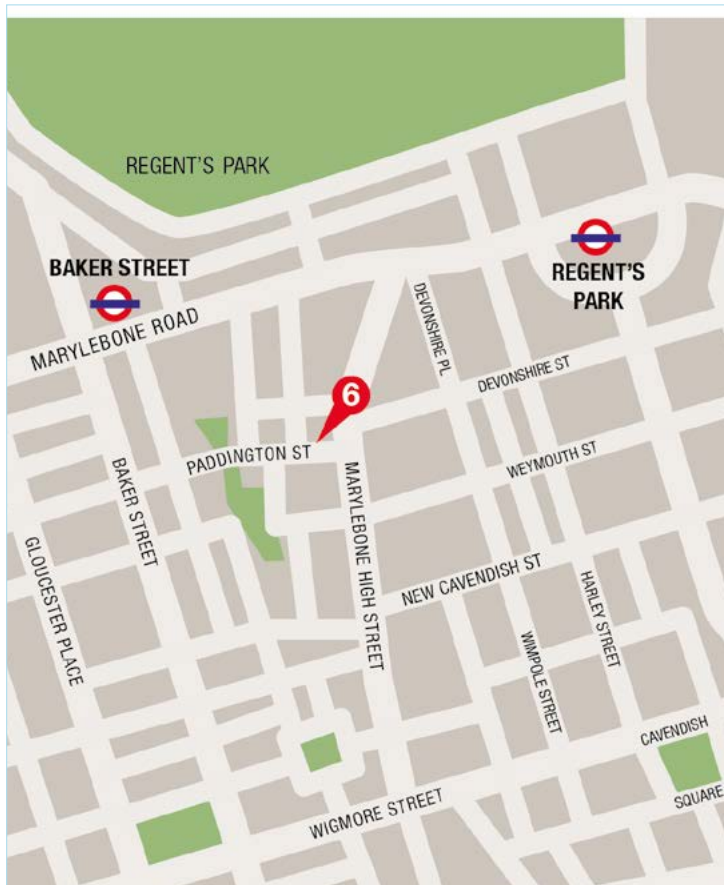 REGENT'S PARK
BAKER STREET
REGENT'S
PARK
MARYLEBONE ROAD
DEVONSHIRE PL
DEVONSHIRE ST
6
PADDINGTON ST
WEYMOUTH ST
BAKER STREET
MARYLEBONE HIGH STREET
GLOUCESTER PLACE
NEW CAVENDISH ST
HARLEY STREET
WIMPOLE STREET
CAVENDISH
SQUARE
WIGMORE STREET